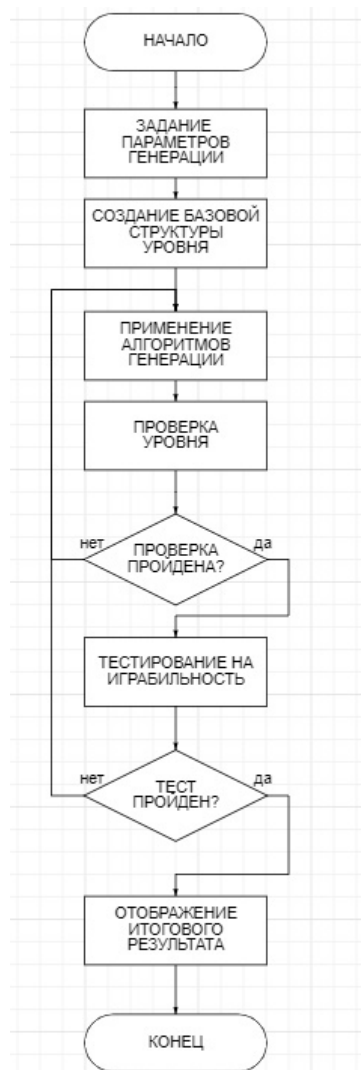 НАЧАЛО
ЗАДАНИЕ
ПАРАМЕТРОВ
ГЕНЕРАЦИИ
СОЗДАНИЕ БАЗОВОЙ
СТРУКТУРЫ
УРОВНЯ
ПРИМЕНЕНИЕ
АЛГОРИТМОВ
ГЕНЕРАЦИИ
ПРОВЕРКА
УРОВНЯ
нет
да
ПРОВЕРКА
ПРОЙДЕНА?
ТЕСТИРОВАНИЕ НА
ИГРАБИЛЬНОСТЬ
нет
да
ТЕСТ
ПРОЙДЕН?
ОТОБРАЖЕНИЕ
ИТОГОВОГО
РЕЗУЛЬТАТА
КОНЕЦ